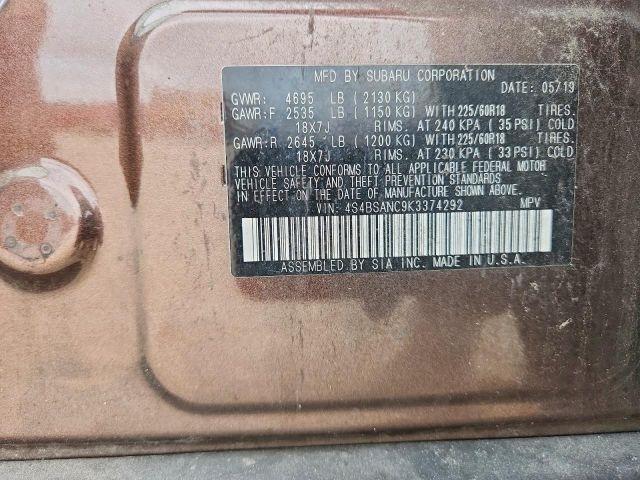 MFD BY SUBARU CORPORATION
DATE: 05/19
GVWR: 4695 LB ( 2130 KG)
GAWR:F 2535 LB ( 1150 KG) WITH 225/60R18 TIRES.
18X7J RIMS. AT 240 KPA ( 35 PSI) COLD
GAWR:R 2645 LB ( 1200 KG) WITH 225/60R18 TIRES.
18X7J RIMS. AT 230 KPA ( 33 PSI) COLD
THIS VEHICLE CONFORMS TO ALL APPLICABLE FEDERAL MOTOR
VEHICLE SAFETY AND THEFT PREVENTION STANDARDS IN
EFFECT ON THE DATE OF MANUFACTURE SHOWN ABOVE.
VIN: 4S4BSANC9K3374292 MPV
ASSEMBLED BY SIA INC. MADE IN U.S.A.